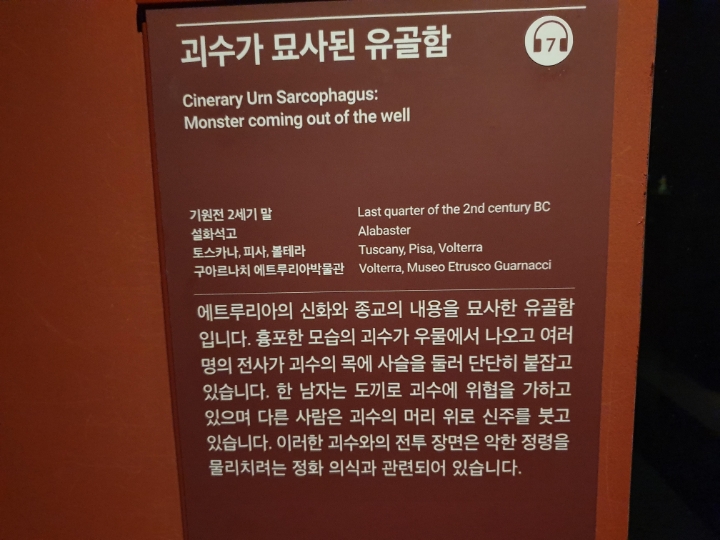 괴수가 묘사된 유골함
7
Cinerary Urn Sarcophagus:
Monster coming out of the well
기원전 2세기 말 Last quarter of the 2nd century BC
설화석고 Alabaster
토스카나, 피사, 볼테라 Tuscany, Pisa, Volterra
구아르나치 에트루리아박물관 Volterra, Museo Etrusco Guarnacci
에트루리아의 신화와 종교의 내용을 묘사한 유골함
입니다. 흉포한 모습의 괴수가 우물에서 나오고 여러
명의 전사가 괴수의 목에 사슬을 둘러 단단히 붙잡고
있습니다. 한 남자는 도끼로 괴수에 위협을 가하고
있으며 다른 사람은 괴수의 머리 위로 신주를 붓고
있습니다. 이러한 괴수와의 전투 장면은 악한 정령을
물리치려는 정화 의식과 관련되어 있습니다.